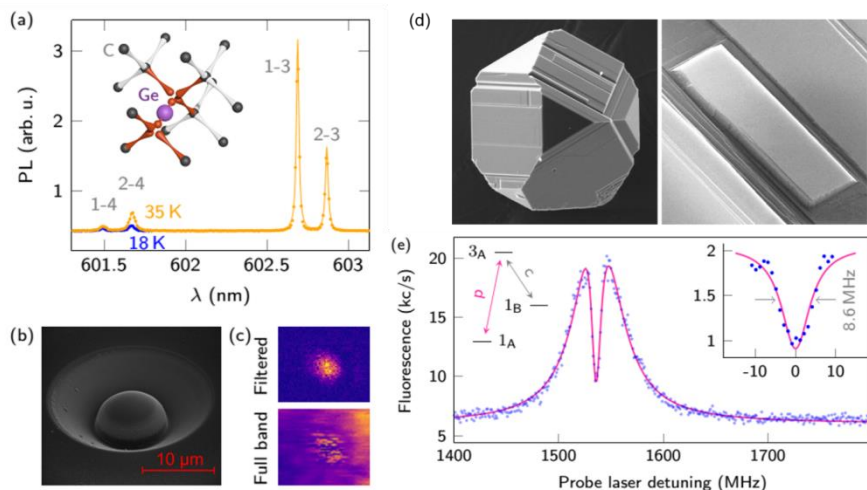 (a)
3
2
1
PL (arb. u.)
C
Ge
1-3
2-3
1-4
2-4
35 K
18 K
601.5
602
602.5
603
λ (nm)
(b)
10 μm
(c)
Filtered
Full band
(d)
(e)
20
15
10
5
Fluorescence (kc/s)
3A
p
c
1B
1A
2
1.5
1
8.6 MHz
-10
0
10
1400
1500
1600
1700
Probe laser detuning (MHz)